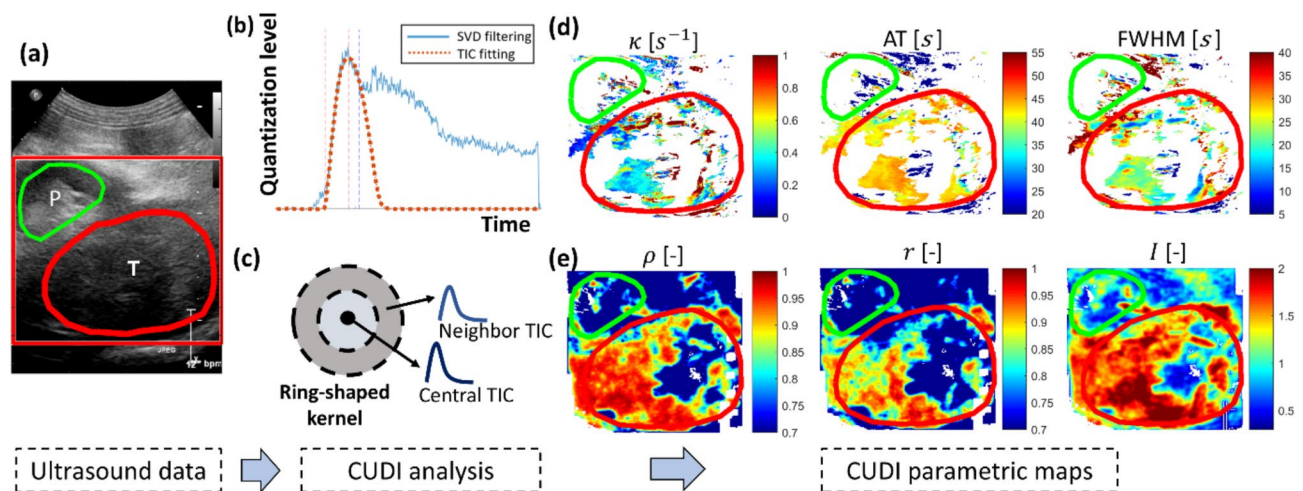 (a)
P
T
JPEG
bpm
(b)
SVD filtering
TIC fitting
Quantization level
Time
(c)
Neighbor TIC
Central TIC
Ring-shaped
kernel
(d)
κ [s⁻¹]
1
0.8
0.6
0.4
0.2
0
AT [s]
55
50
45
40
35
30
25
20
FWHM [s]
40
35
30
25
20
15
10
5
(e)
ρ [-]
1
0.95
0.9
0.85
0.8
0.75
0.7
r [-]
1
0.95
0.9
0.85
0.8
0.75
0.7
I [-]
2
1.5
1
0.5
Ultrasound data
CUDI analysis
CUDI parametric maps